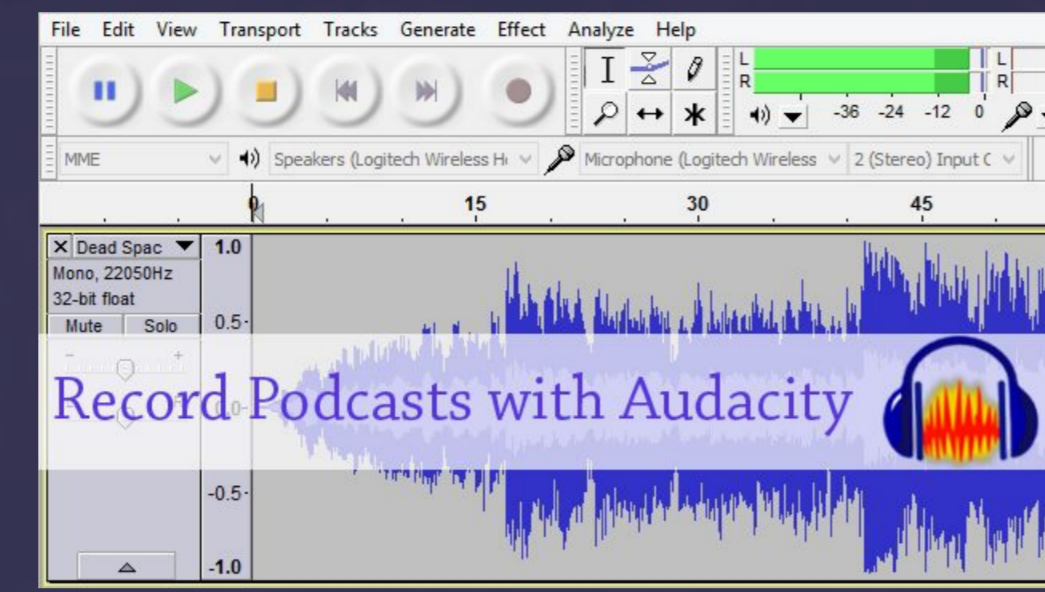 File Edit View Transport Tracks Generate Effect Analyze Help
L
R
L
R
-36 -24 -12 0
MME
Speakers (Logitech Wireless
Microphone (Logitech Wireless
2 (Stereo) Input
0 15 30 45
X Dead Spac
Mono, 22050Hz
32-bit float
Mute Solo
- +
1.0
0.5
Record Podcasts with Audacity
-0.5
-1.0